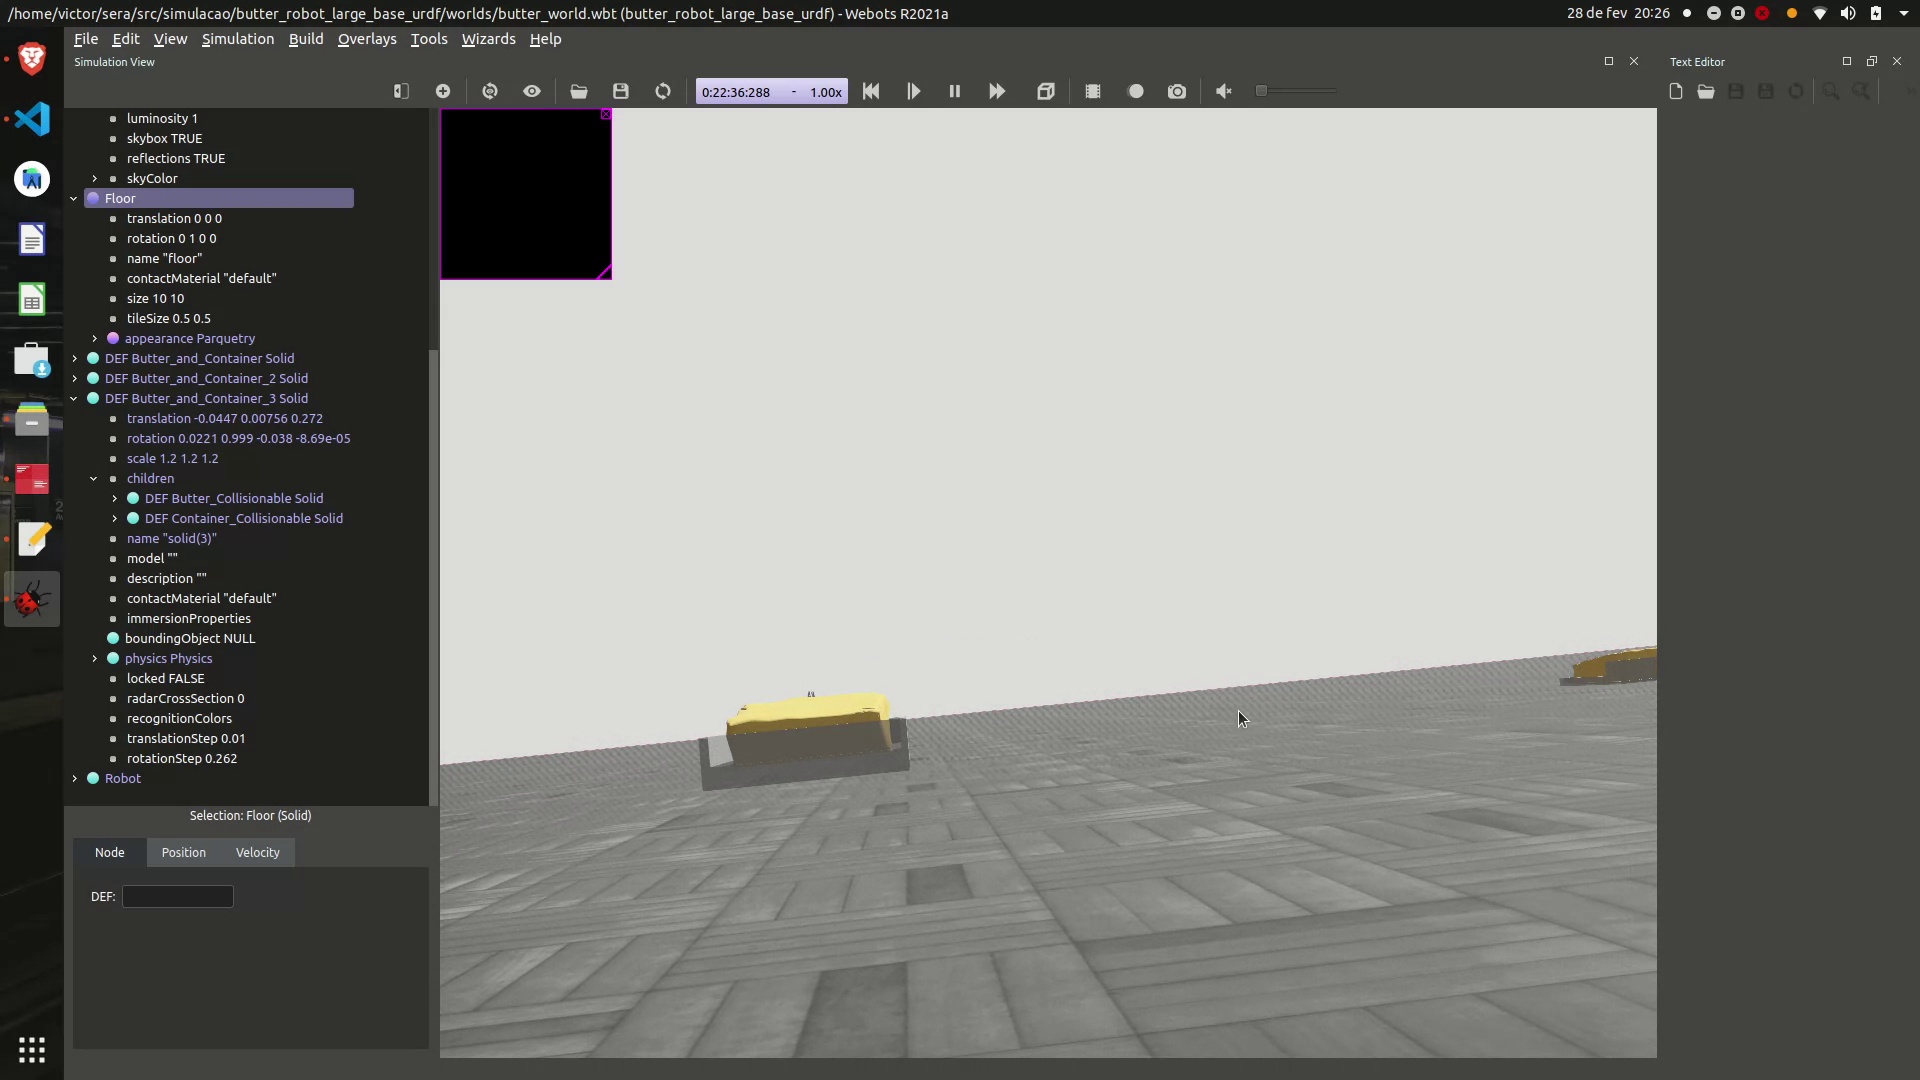 /home/victor/sera/src/simulacao/butter_robot_large_base_urdf/worlds/butter_world.wbt (butter_robot_large_base_urdf) - Webots R2021a
28 de fev 20:26
File Edit View Simulation Build Overlays Tools Wizards Help
Simulation View
Text Editor
0:22:36:288 - 1.00x
luminosity 1
skybox TRUE
reflections TRUE
skyColor
Floor
translation 0 0 0
rotation 0 1 0 0
name "floor"
contactMaterial "default"
size 10 10
tileSize 0.5 0.5
appearance Parquetry
DEF Butter_and_Container Solid
DEF Butter_and_Container_2 Solid
DEF Butter_and_Container_3 Solid
translation -0.0447 0.00756 0.272
rotation 0.0221 0.999 -0.038 -8.69e-05
scale 1.2 1.2 1.2
children
DEF Butter_Collisionable Solid
DEF Container_Collisionable Solid
name "solid(3)"
model ""
description ""
contactMaterial "default"
immersionProperties
boundingObject NULL
physics Physics
locked FALSE
radarCrossSection 0
recognitionColors
translationStep 0.01
rotationStep 0.262
Robot
Selection: Floor (Solid)
Node Position Velocity
DEF: